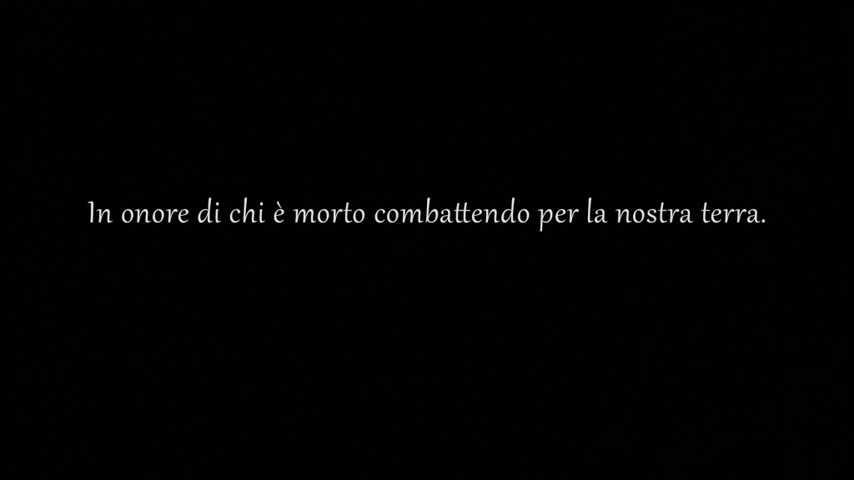 In onore di chi è morto combattendo per la nostra terra.